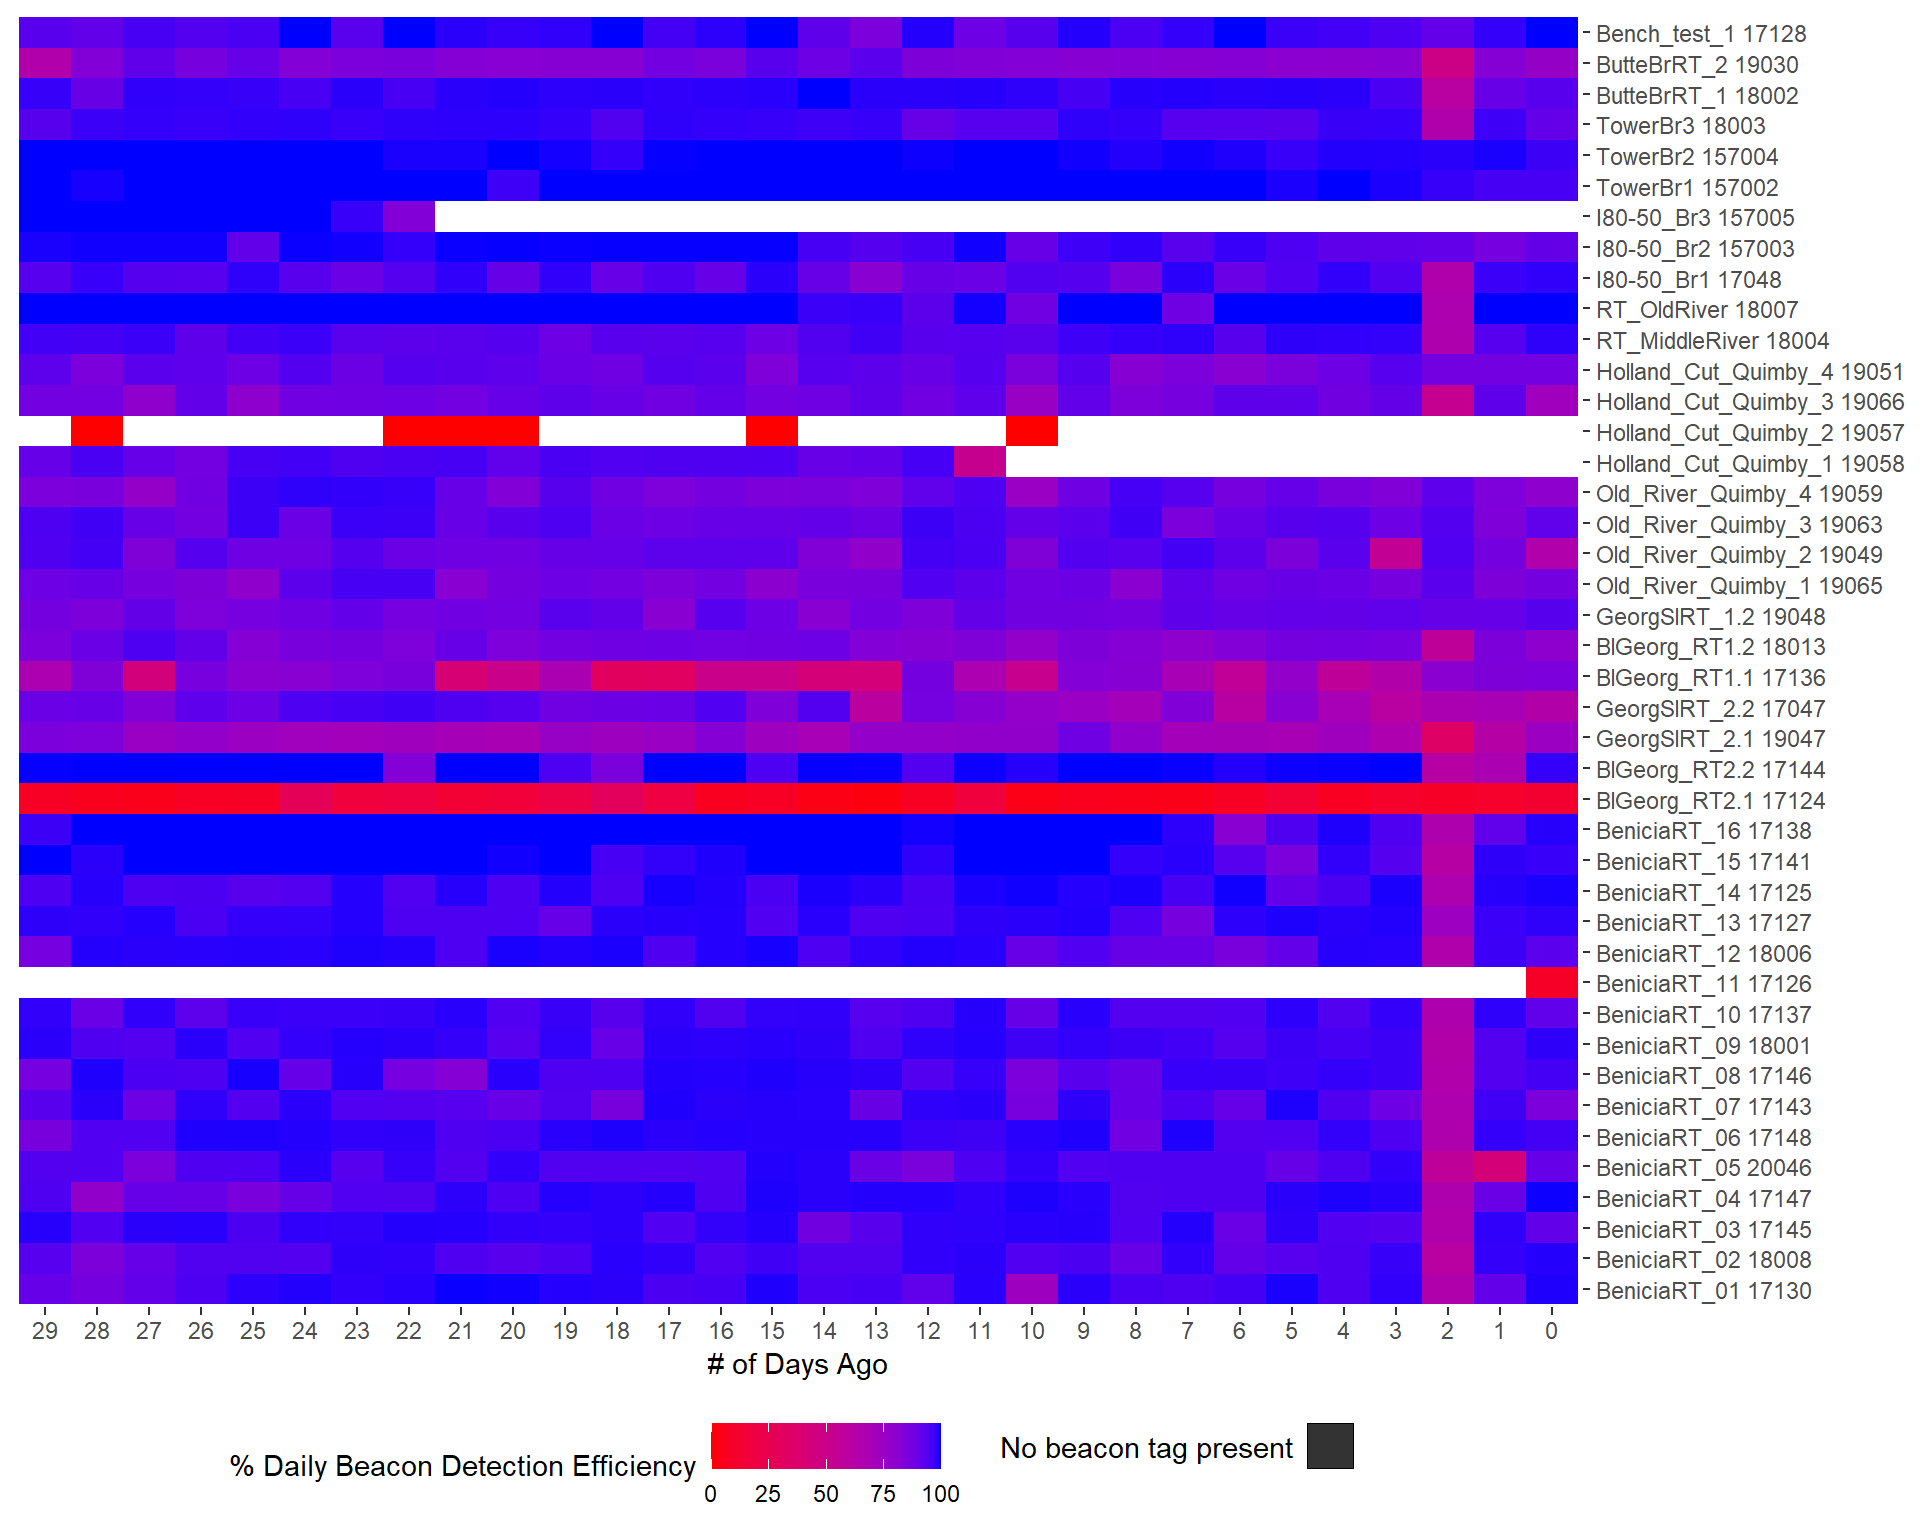 Bench_test_1 17128
ButteBrRT_2 19030
ButteBrRT_1 18002
TowerBr3 18003
TowerBr2 157004
TowerBr1 157002
I80-50_Br3 157005
I80-50_Br2 157003
I80-50_Br1 17048
RT_OldRiver 18007
RT_MiddleRiver 18004
Holland_Cut_Quimby_4 19051
Holland_Cut_Quimby_3 19066
Holland_Cut_Quimby_2 19057
Holland_Cut_Quimby_1 19058
Old_River_Quimby_4 19059
Old_River_Quimby_3 19063
Old_River_Quimby_2 19049
Old_River_Quimby_1 19065
GeorgSlRT_1.2 19048
BlGeorg_RT1.2 18013
BlGeorg_RT1.1 17136
GeorgSlRT_2.2 17047
GeorgSlRT_2.1 19047
BlGeorg_RT2.2 17144
BlGeorg_RT2.1 17124
BeniciaRT_16 17138
BeniciaRT_15 17141
BeniciaRT_14 17125
BeniciaRT_13 17127
BeniciaRT_12 18006
BeniciaRT_11 17126
BeniciaRT_10 17137
BeniciaRT_09 18001
BeniciaRT_08 17146
BeniciaRT_07 17143
BeniciaRT_06 17148
BeniciaRT_05 20046
BeniciaRT_04 17147
BeniciaRT_03 17145
BeniciaRT_02 18008
BeniciaRT_01 17130
29 28 27 26 25 24 23 22 21 20 19 18 17 16 15 14 13 12 11 10 9 8 7 6 5 4 3 2 1 0
# of Days Ago
% Daily Beacon Detection Efficiency
0 25 50 75 100
No beacon tag present